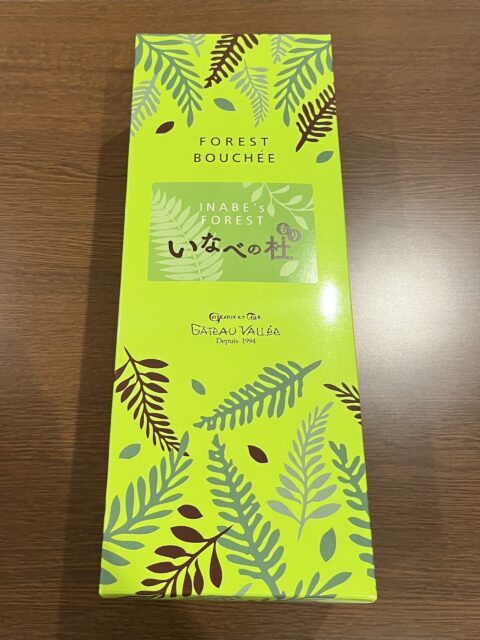 FOREST
BOUCHÉE
INABE's
FOREST
いなべの杜
もり
GÂTEAU VALLÉE
Depuis 1994